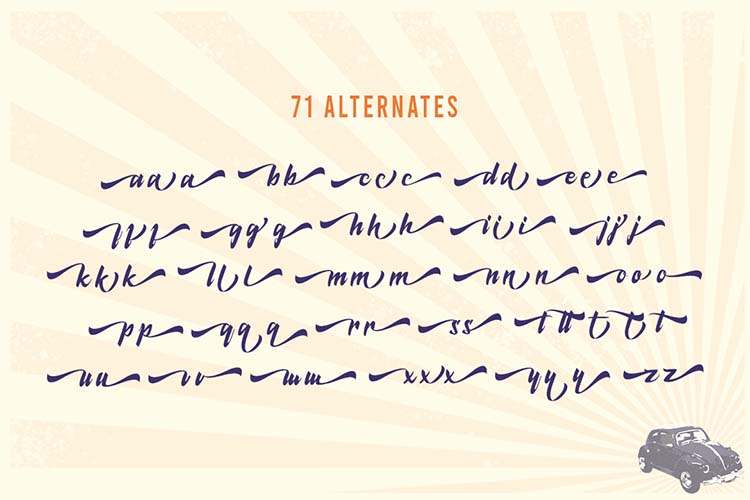 71 ALTERNATES
aaa bb ccc dd eee
fff ggg hhh iii jjj
kkk lll mmm nnn ooo
pp qqq rr ss tttttt
uu vv ww xxx yyy zz